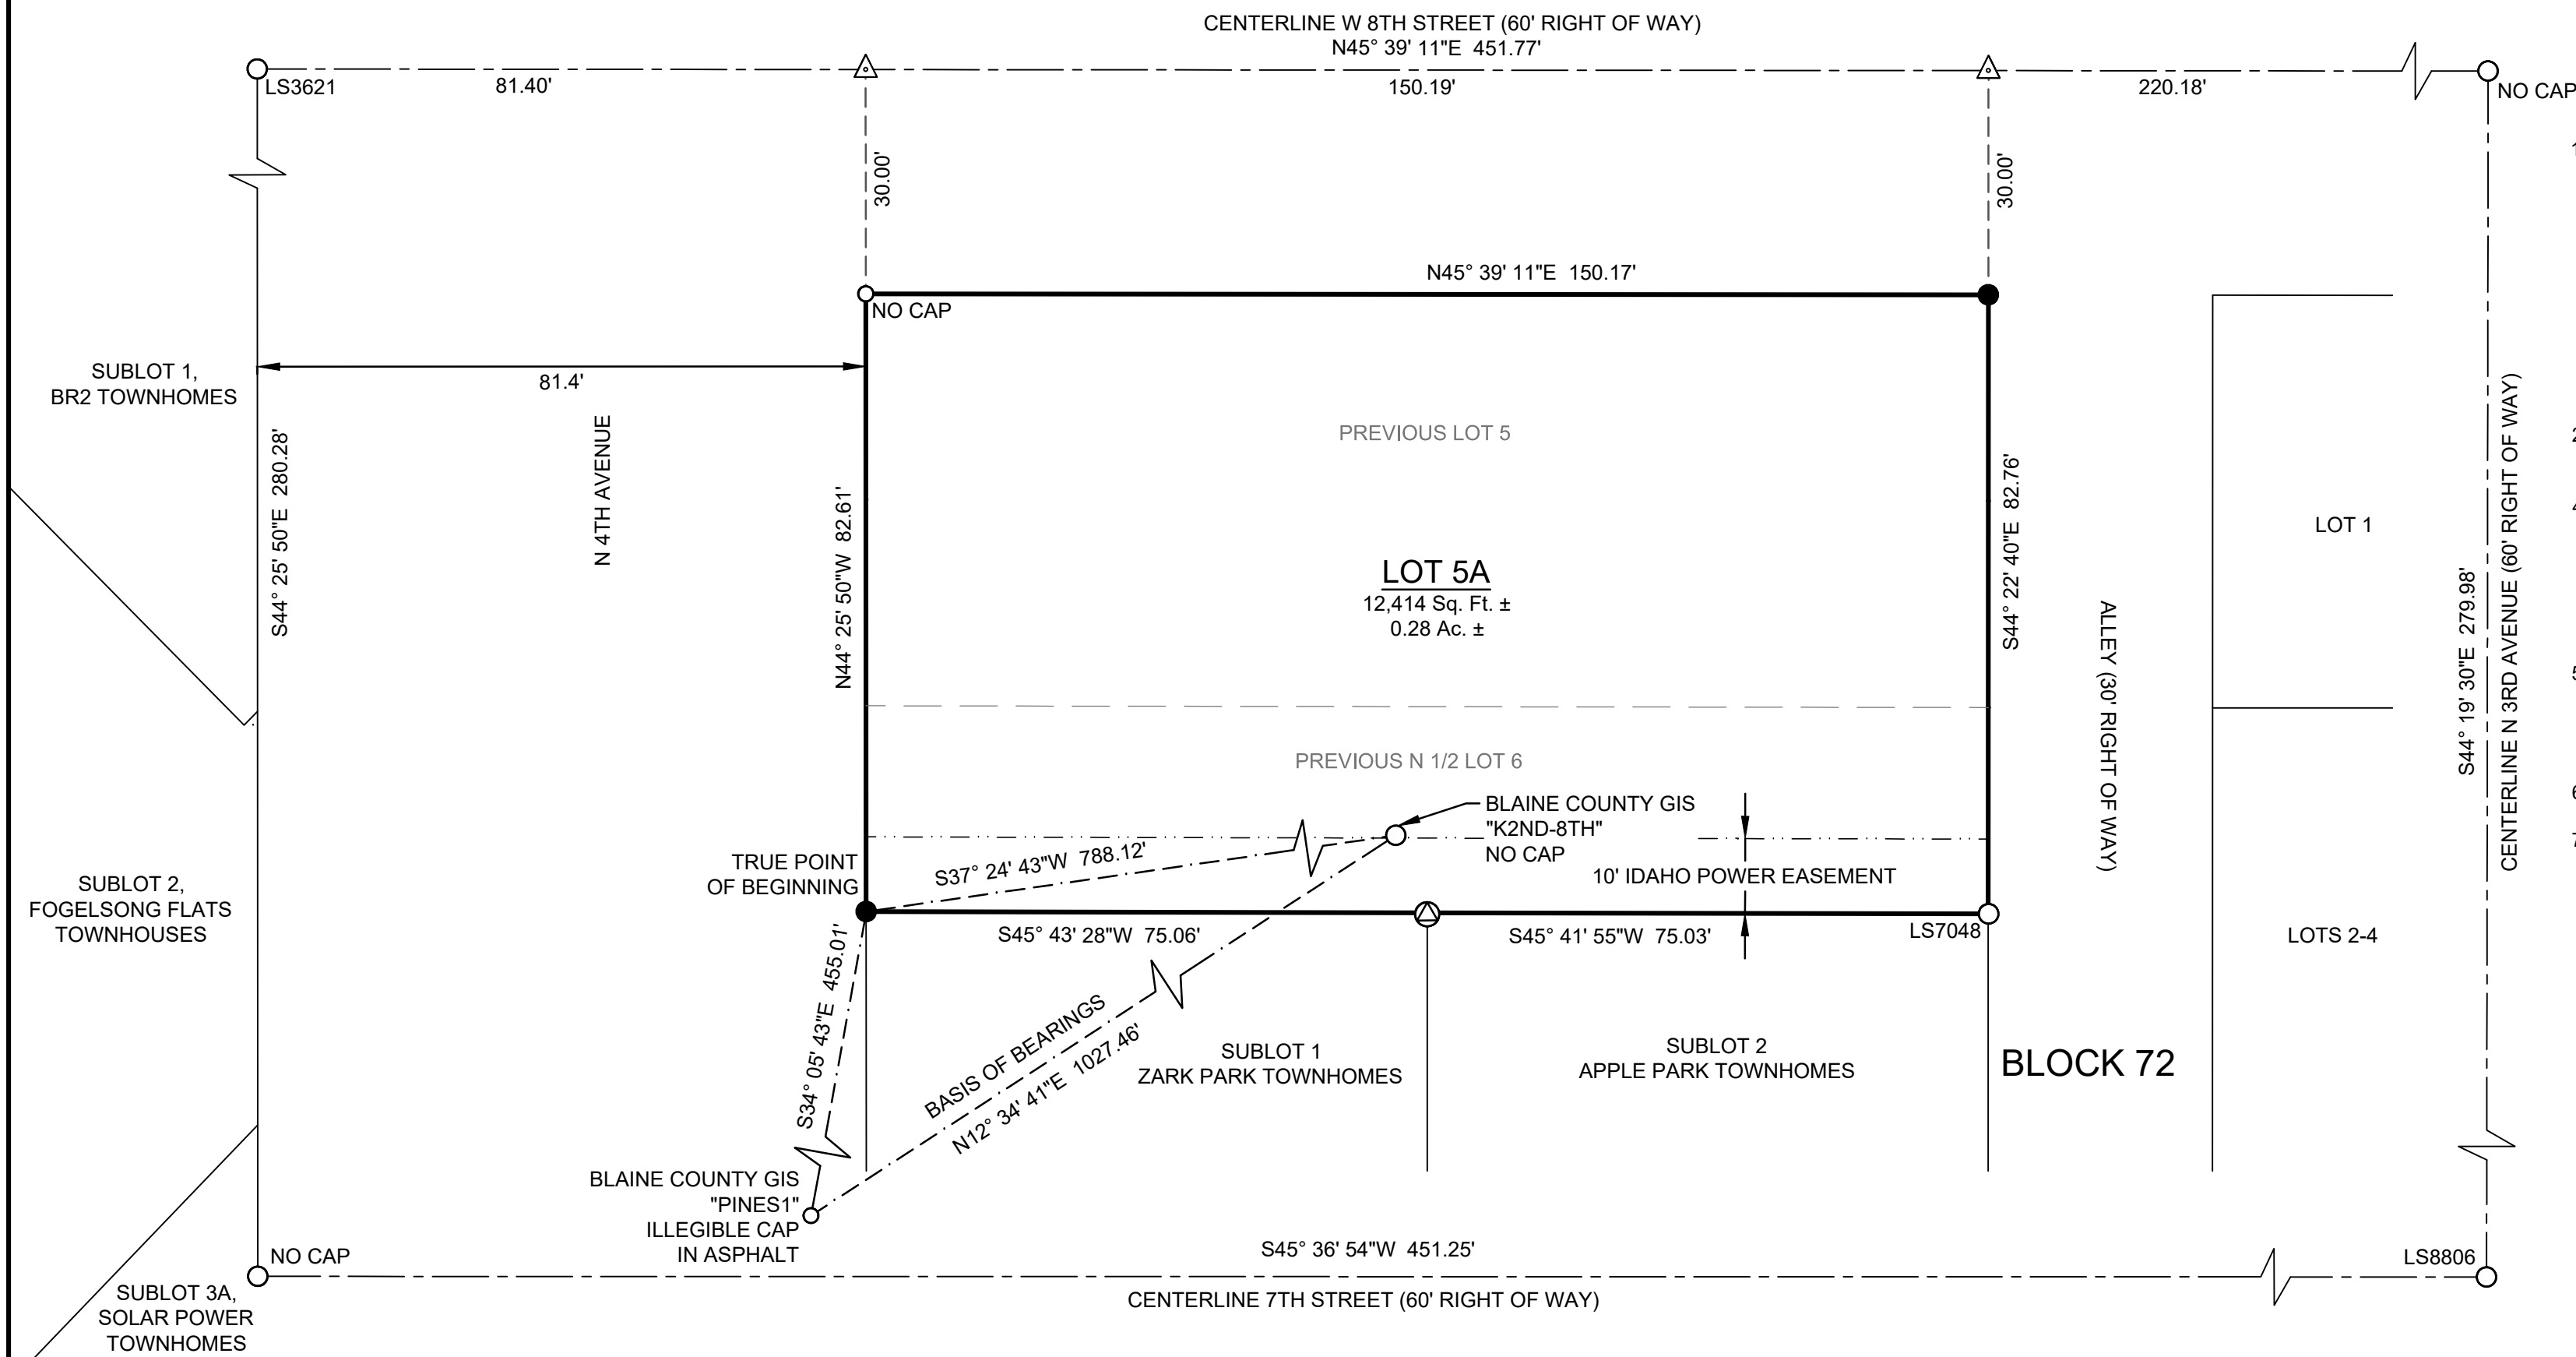 CENTERLINE W 8TH STREET (60' RIGHT OF WAY)
N45° 39' 11"E 451.77'
LS3621
81.40'
150.19'
220.18'
NO CAP
30.00'
30.00'
N45° 39' 11"E 150.17'
NO CAP
SUBLOT 1,
BR2 TOWNHOMES
81.4'
S44° 25' 50"E 280.28'
N 4TH AVENUE
N44° 25' 50"W 82.61'
PREVIOUS LOT 5
LOT 5A
12,414 Sq. Ft. ±
0.28 Ac. ±
S44° 22' 40"E 82.76'
ALLEY (30' RIGHT OF WAY)
LOT 1
S44° 19' 30"E 279.98'
CENTERLINE N 3RD AVENUE (60' RIGHT OF WAY)
PREVIOUS N 1/2 LOT 6
BLAINE COUNTY GIS
"K2ND-8TH"
NO CAP
TRUE POINT
OF BEGINNING
S37° 24' 43"W 788.12'
10' IDAHO POWER EASEMENT
SUBLOT 2,
FOGELSONG FLATS
TOWNHOUSES
S45° 43' 28"W 75.06'
S45° 41' 55"W 75.03'
LS7048
LOTS 2-4
S34° 05' 43"E 455.01'
BASIS OF BEARINGS
N12° 34' 41"E 1027.46'
SUBLOT 1
ZARK PARK TOWNHOMES
SUBLOT 2
APPLE PARK TOWNHOMES
BLOCK 72
BLAINE COUNTY GIS
"PINES1"
ILLEGIBLE CAP
IN ASPHALT
NO CAP
S45° 36' 54"W 451.25'
LS8806
SUBLOT 3A,
SOLAR POWER
TOWNHOMES
CENTERLINE 7TH STREET (60' RIGHT OF WAY)